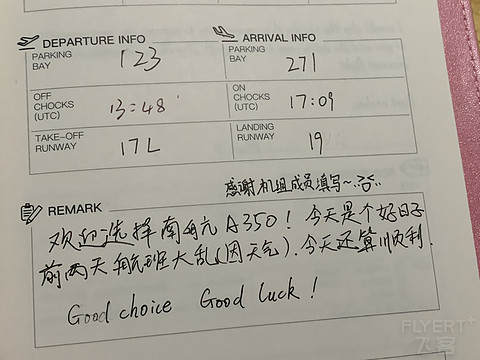 DEPARTURE INFO
ARRIVAL INFO
PARKING BAY
123
PARKING BAY
271
OFF CHOCKS (UTC)
13:48
ON CHOCKS (UTC)
17:09
TAKE-OFF RUNWAY
17L
LANDING RUNWAY
19
感谢机组成员填写~
REMARK
欢迎选择南航A350！今天是个好日子
前两天航班大乱(因天气).今天还算顺利.
Good choice Good luck!
FLYERT+
飞客